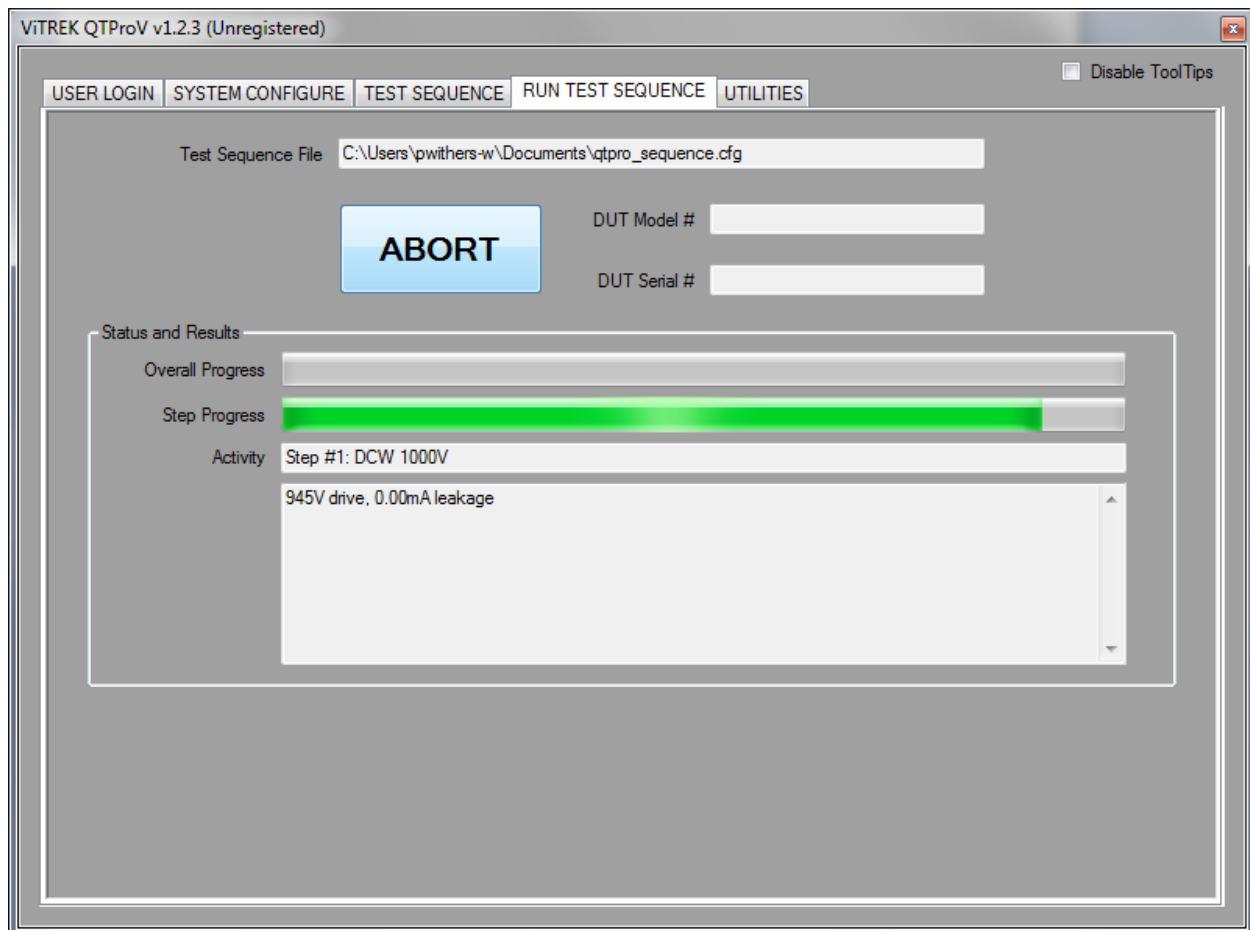 ViTREK QTProV v1.2.3 (Unregistered)
Disable ToolTips
USER LOGIN SYSTEM CONFIGURE TEST SEQUENCE RUN TEST SEQUENCE UTILITIES
Test Sequence File C:\Users\pwithers-w\Documents\qtpro_sequence.cfg
ABORT
DUT Model #
DUT Serial #
Status and Results
Overall Progress
Step Progress
Activity Step #1: DCW 1000V
945V drive, 0.00mA leakage